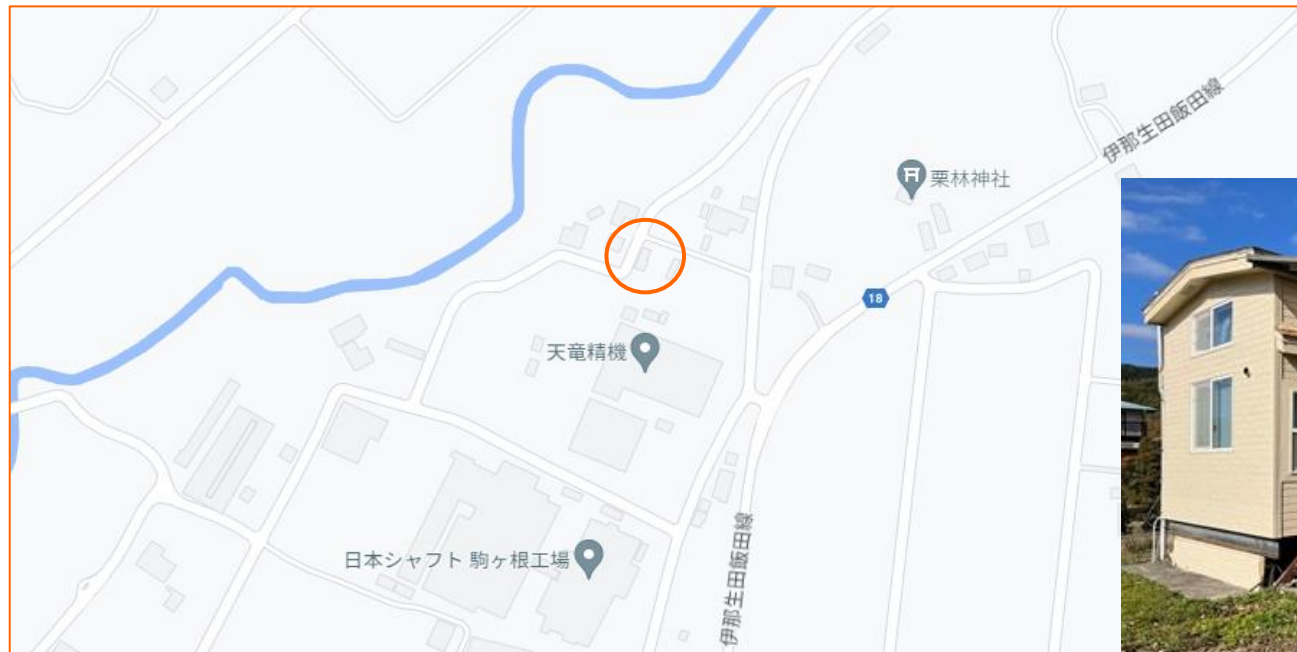 伊那生田飯田線
栗林神社
18
天竜精機
日本シャフト 駒ヶ根工場
伊那生田飯田線